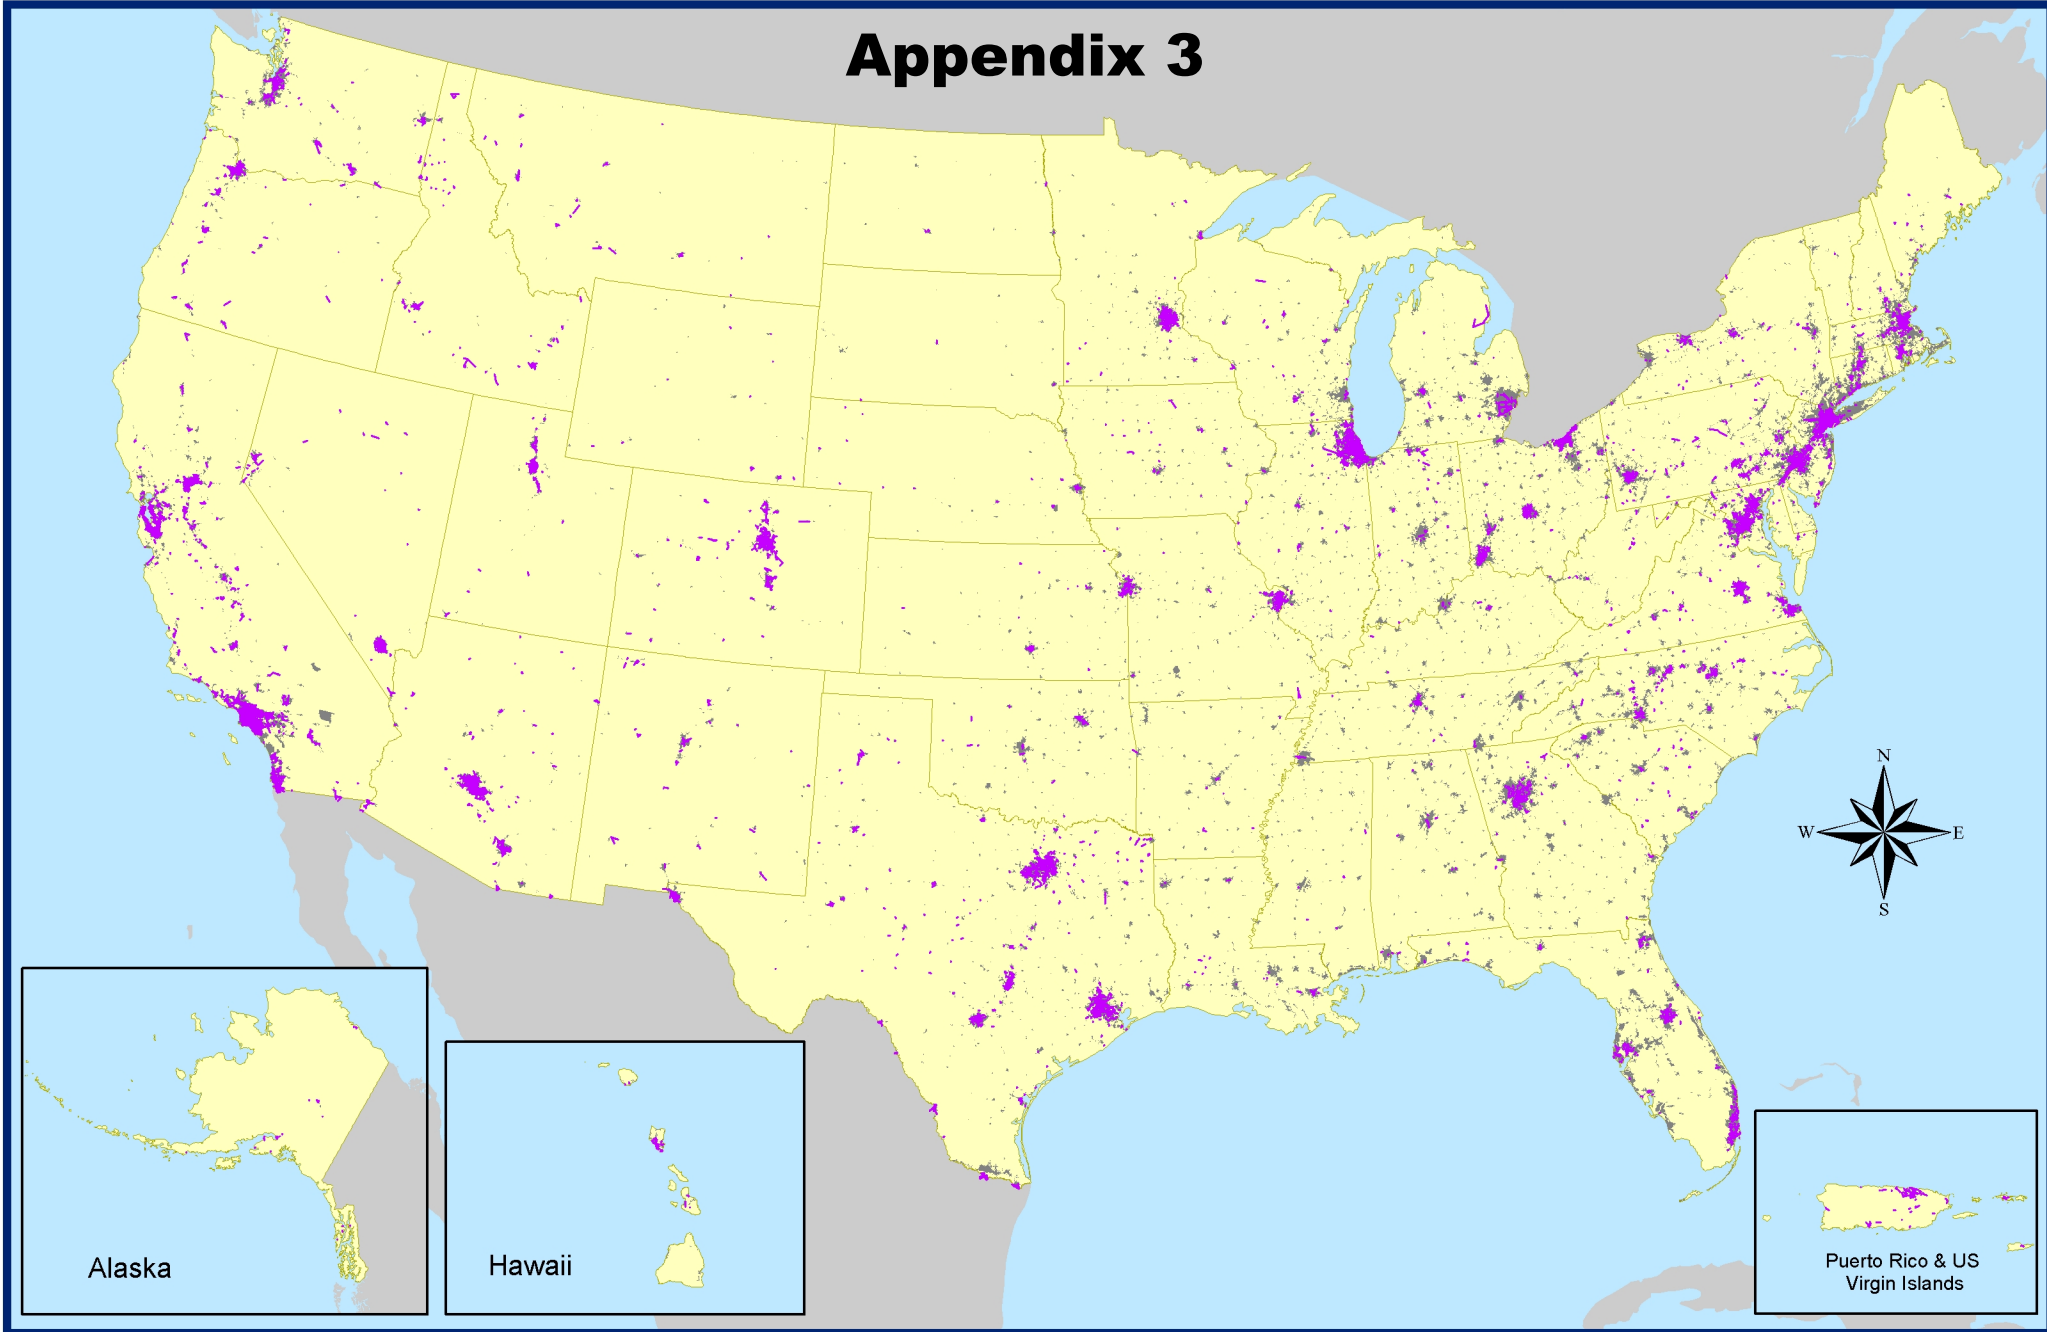 Appendix 3
N
W
E
S
Alaska
Hawaii
Puerto Rico & US
Virgin Islands